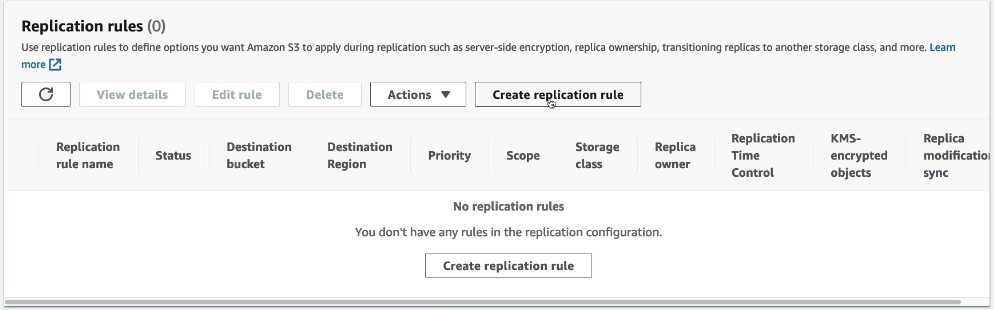 Replication rules (0)
Use replication rules to define options you want Amazon S3 to apply during replication such as server-side encryption, replica ownership, transitioning replicas to another storage class, and more. Learn
more
View details
Edit rule
Delete
Actions
Create replication rule
Replication
rule name
Status
Destination
bucket
Destination
Region
Priority
Scope
Storage
class
Replica
owner
Replication
Time
Control
KMS-
encrypted
objects
Replica
modification
sync
No replication rules
You don't have any rules in the replication configuration.
Create replication rule